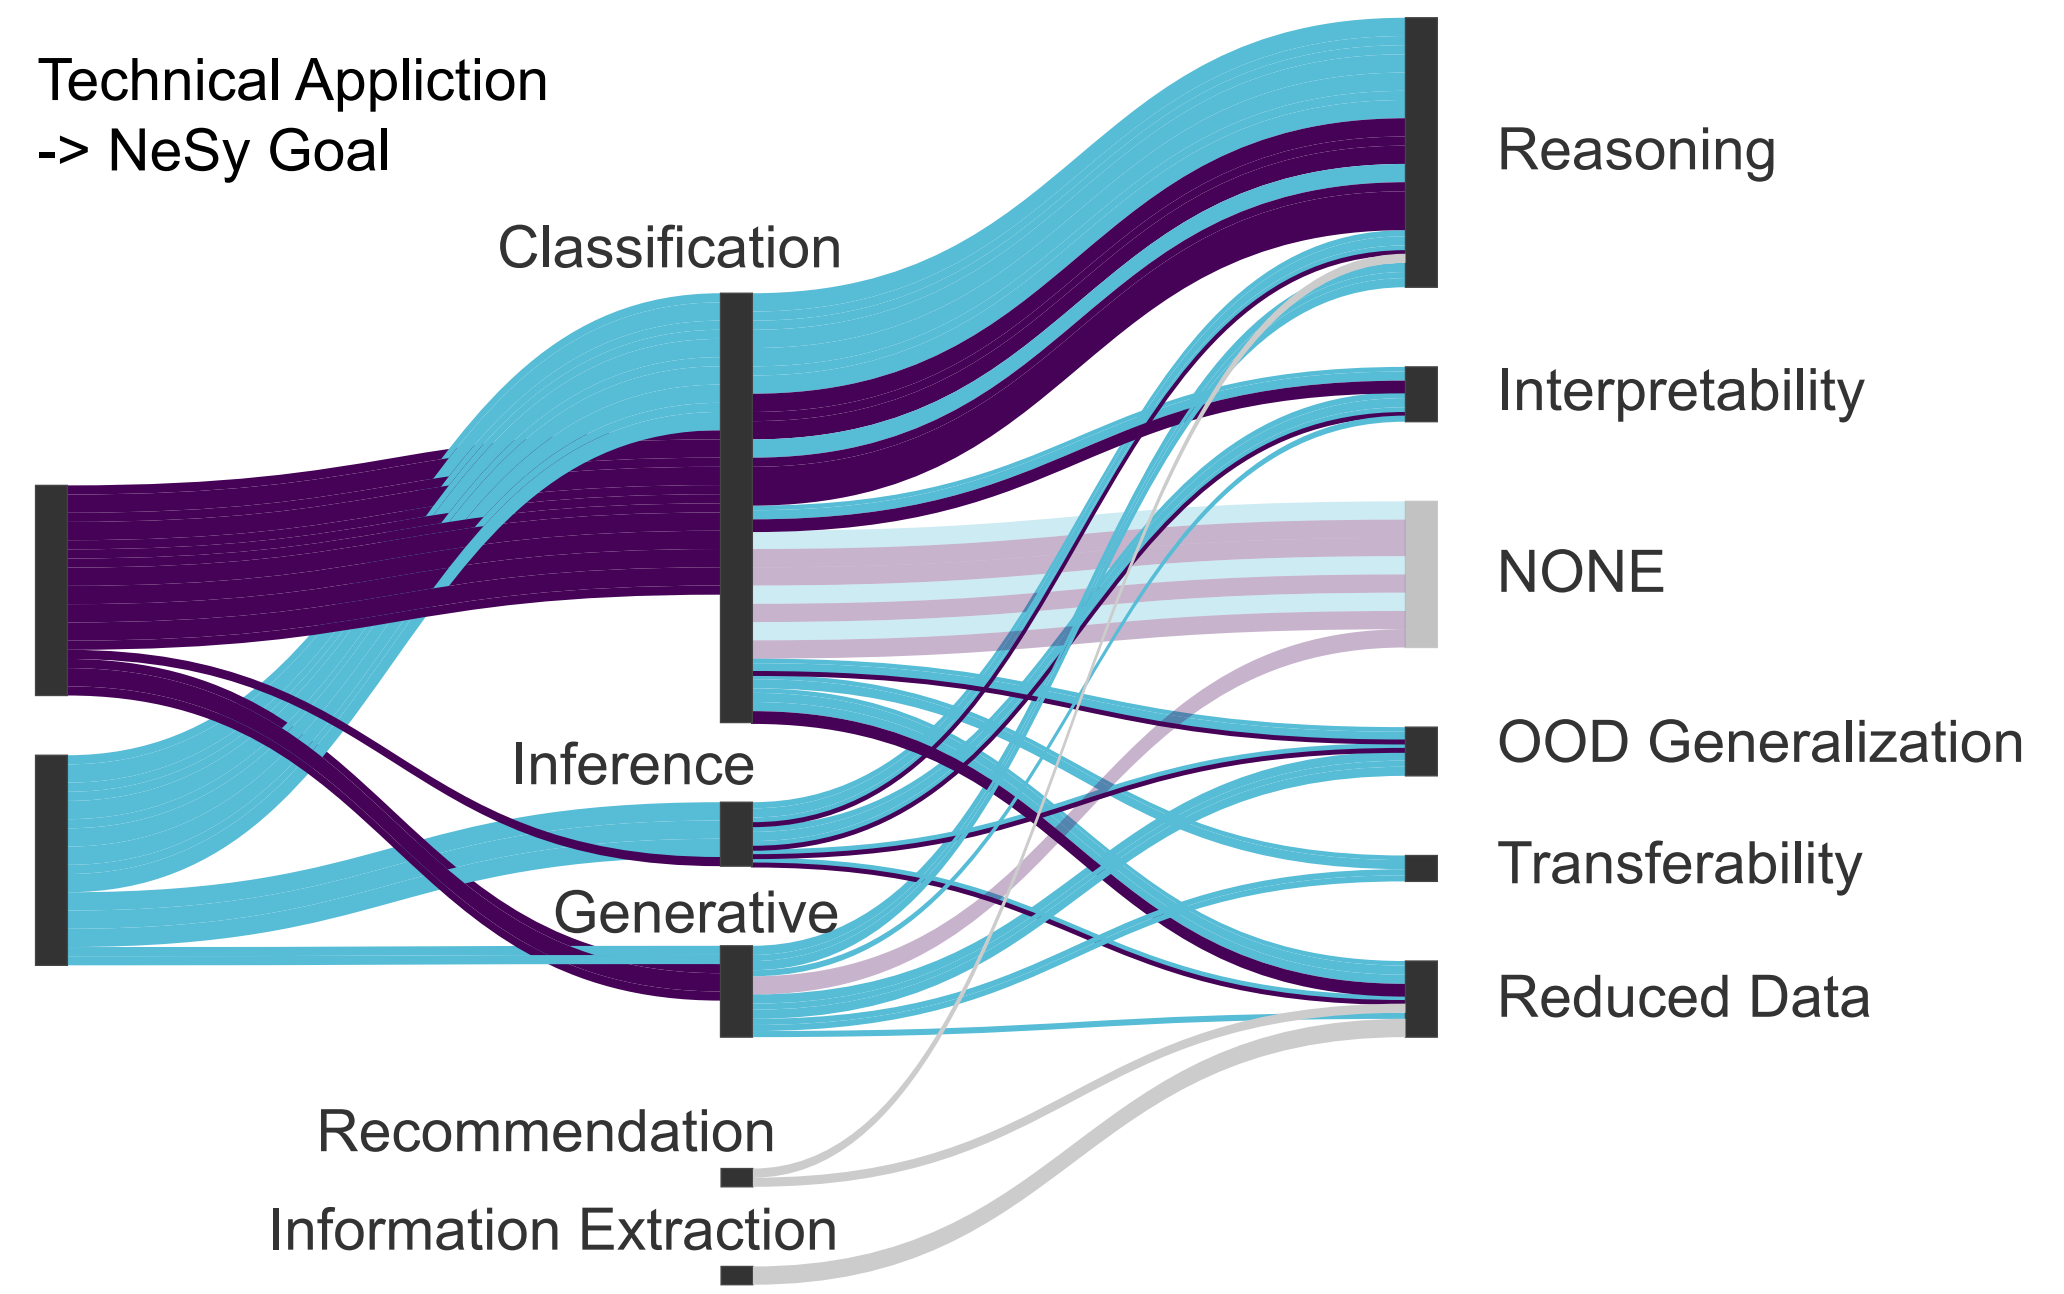 Technical Appliction
-> NeSy Goal
Classification
Inference
Generative
Recommendation
Information Extraction
Reasoning
Interpretability
NONE
OOD Generalization
Transferability
Reduced Data